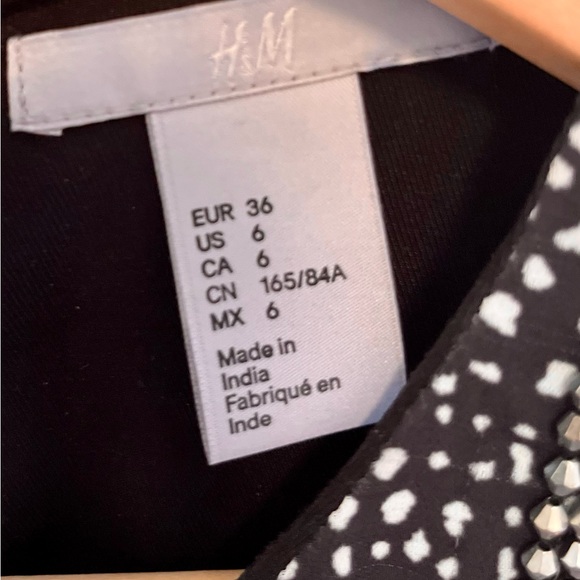 H&M
EUR 36
US 6
CA 6
CN 165/84A
MX 6
Made in
India
Fabriqué en
Inde